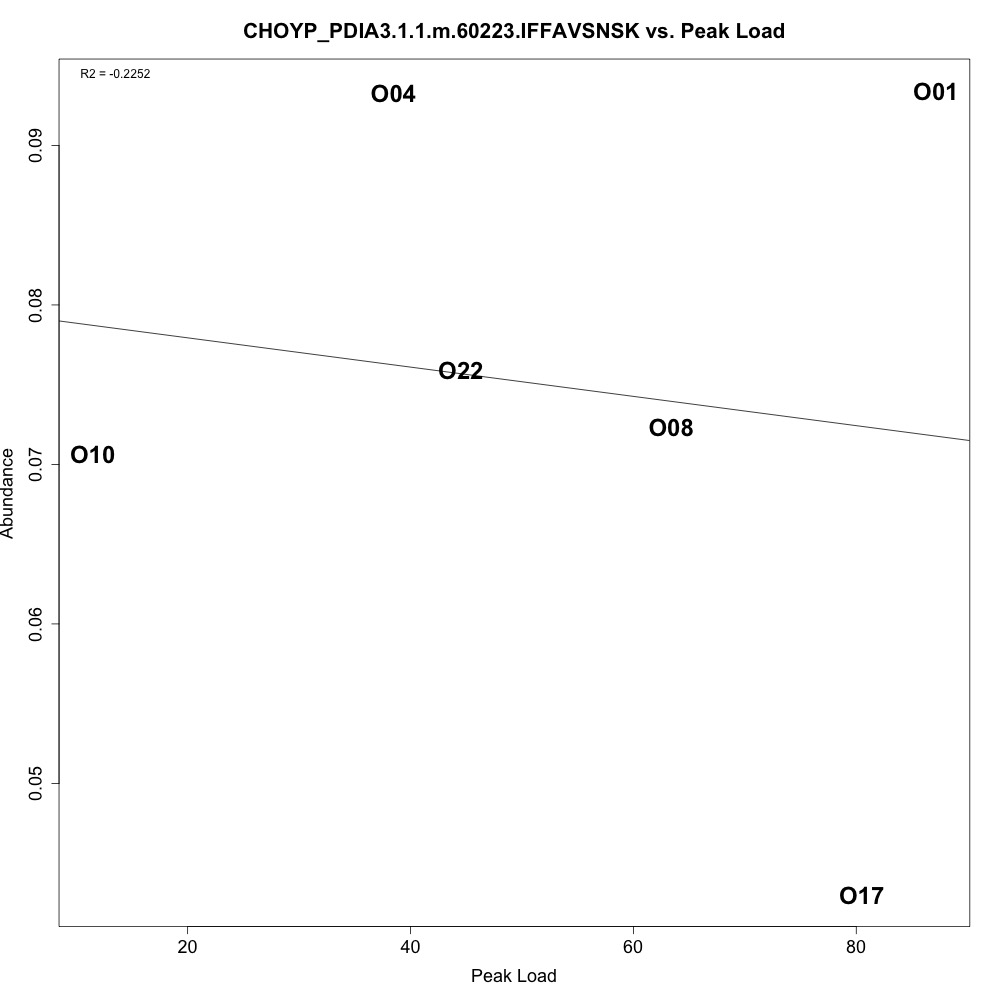 CHOYP_PDIA3.1.1.m.60223.IFFAVSNSK vs. Peak Load
R2 = -0.2252
O04
O01
0.09
0.08
O22
O08
O10
0.07
Abundance
0.06
0.05
O17
20 40 60 80
Peak Load